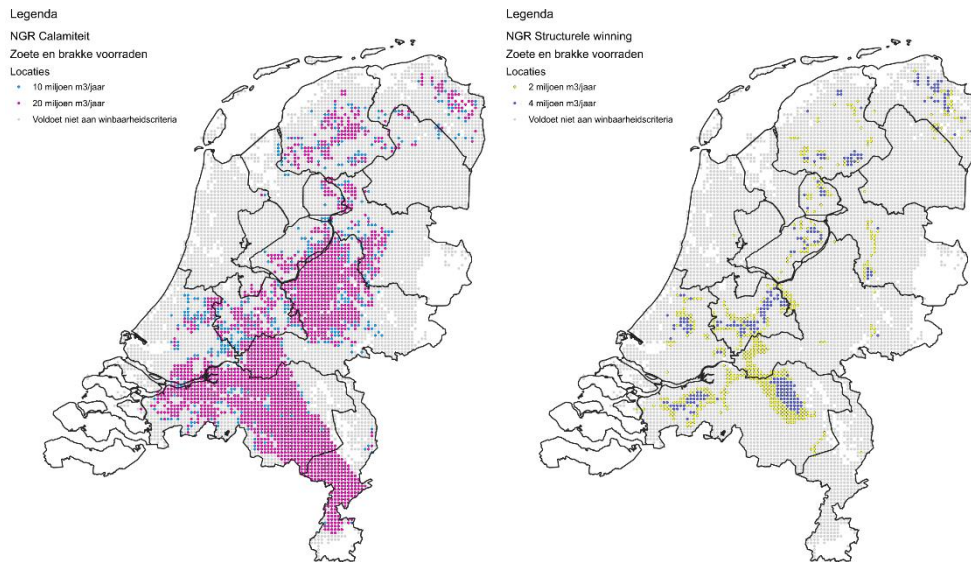 Legenda
NGR Calamiteit
Zoete en brakke voorraden
Locaties
10 miljoen m3/jaar
20 miljoen m3/jaar
Voldoet niet aan winbaarheidscriteria
Legenda
NGR Structurele winning
Zoete en brakke voorraden
Locaties
2 miljoen m3/jaar
4 miljoen m3/jaar
Voldoet niet aan winbaarheidscriteria